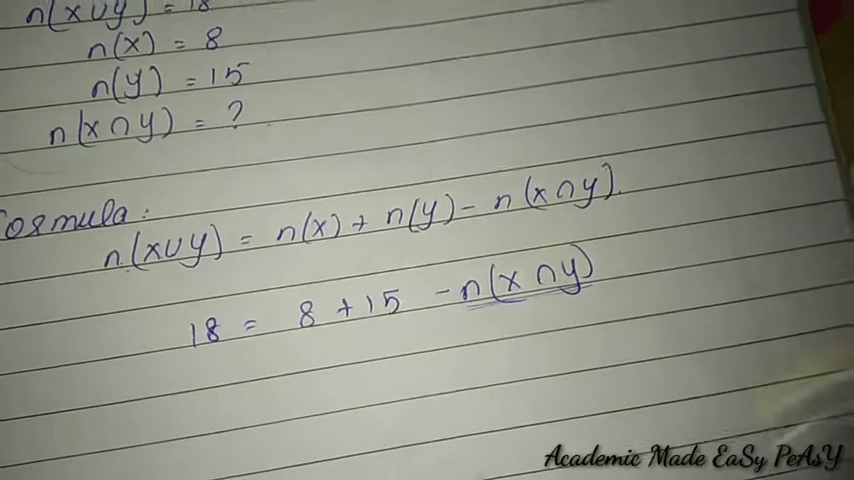 n(x∪y) = 18
n(x) = 8
n(y) = 15
n(x∩y) = ?
Formula:
n(x∪y) = n(x) + n(y) - n(x∩y).
18 = 8 + 15 - n(x∩y)
Academic Made EaSy PeAsY